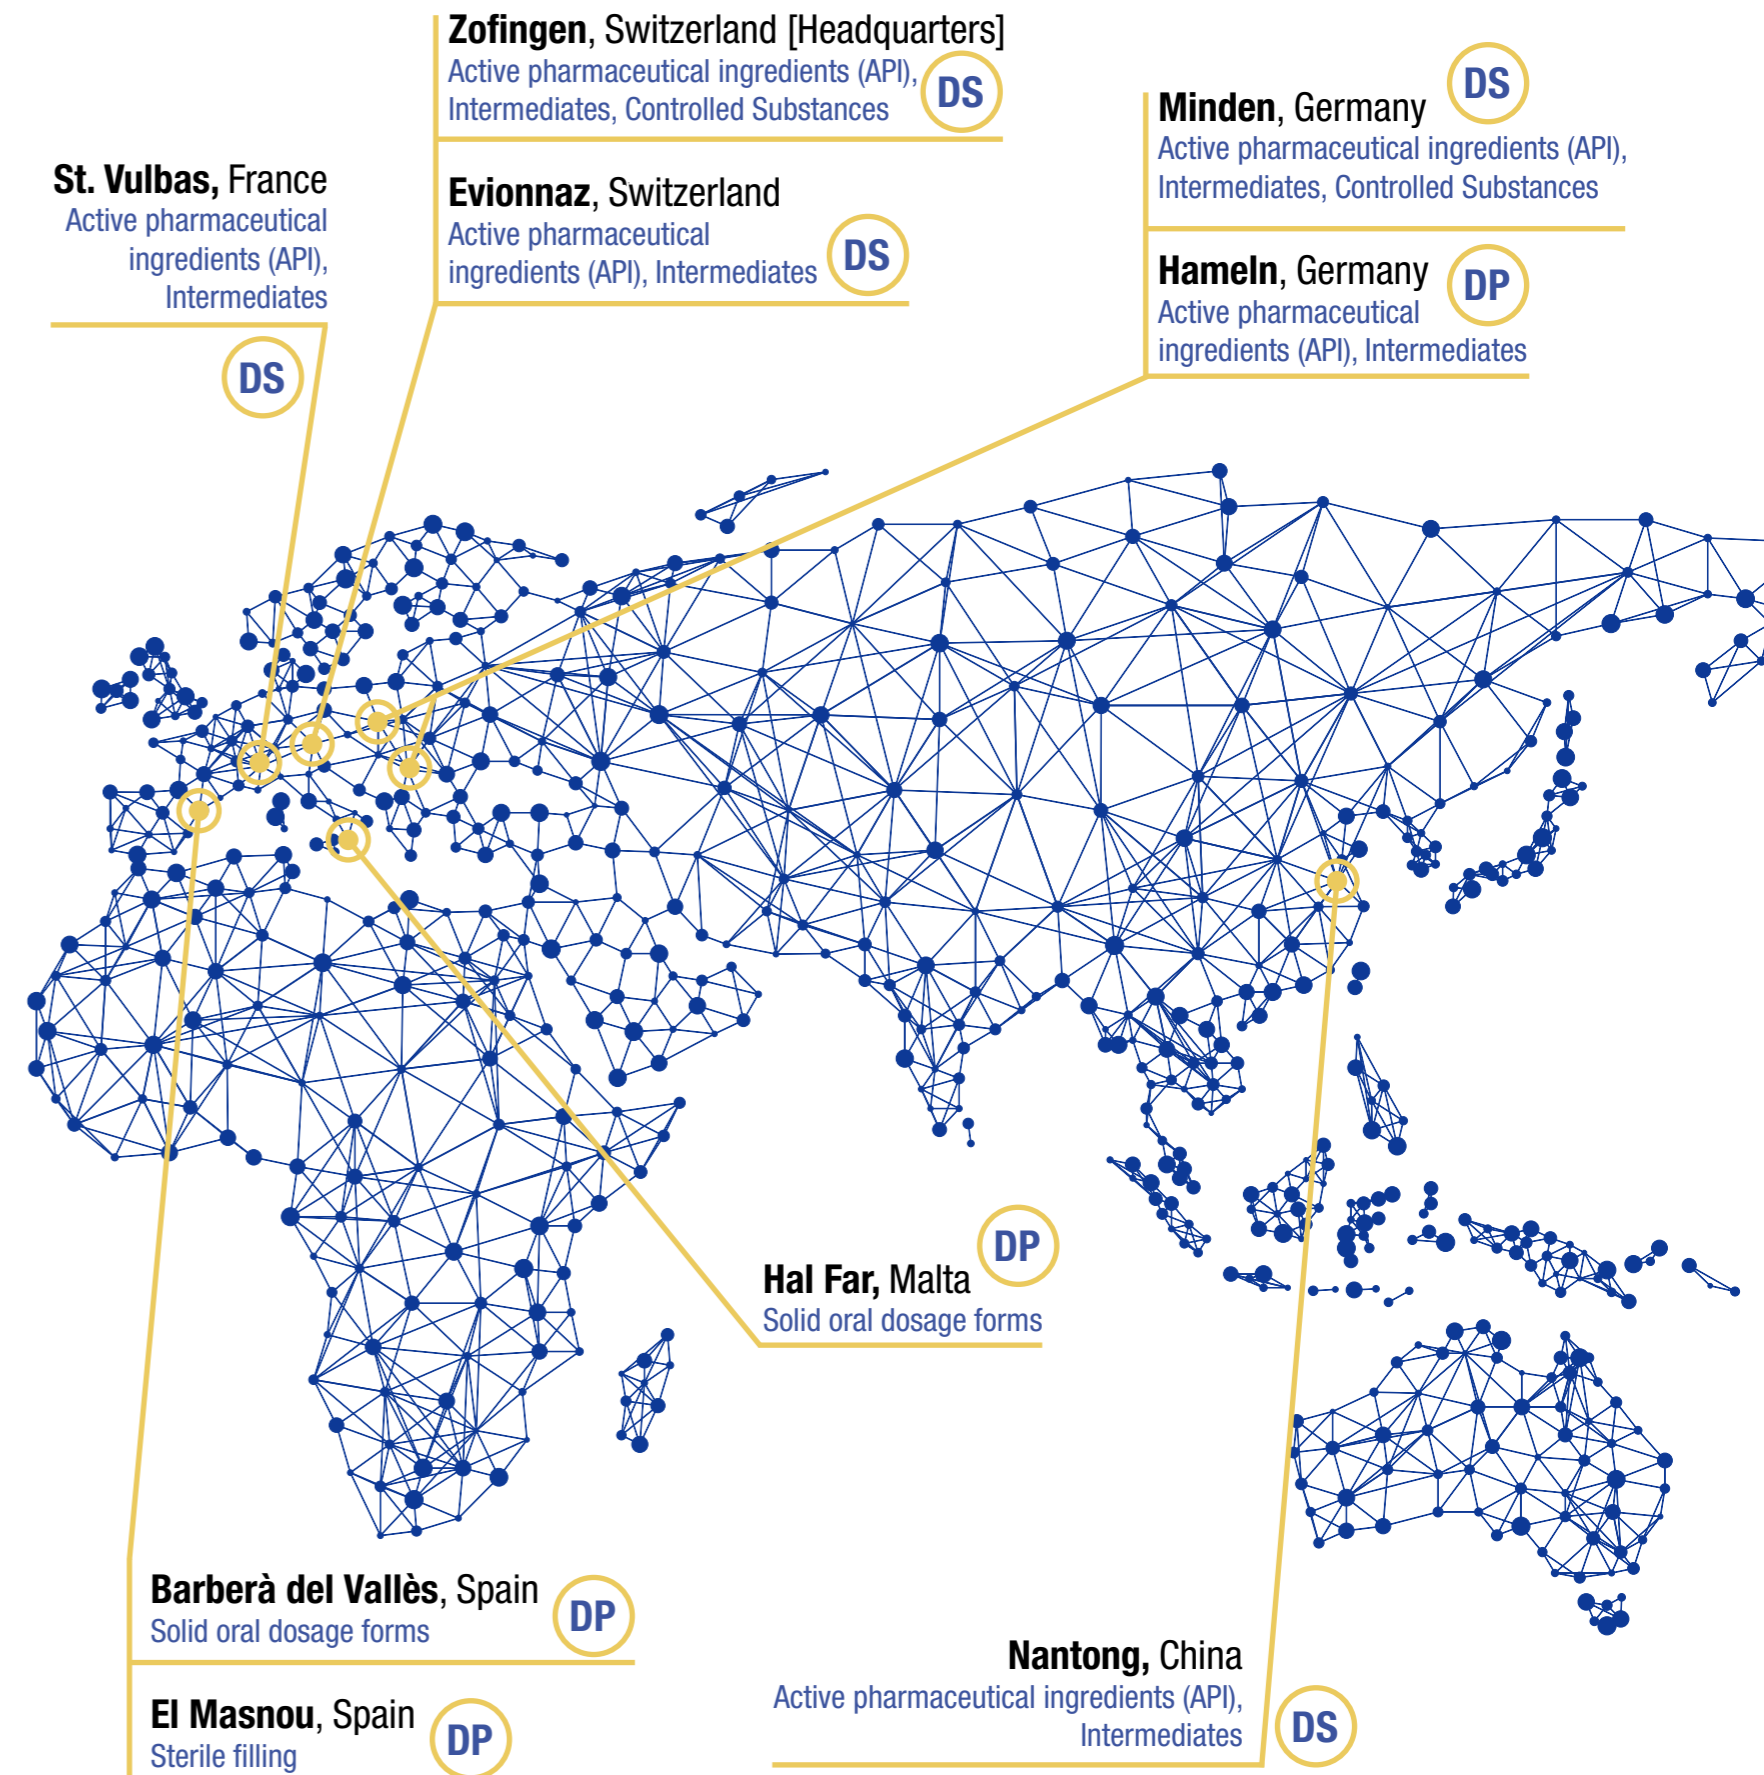 Zofingen, Switzerland [Headquarters]
Active pharmaceutical ingredients (API),
Intermediates, Controlled Substances
DS
Evionnaz, Switzerland
Active pharmaceutical
ingredients (API), Intermediates
DS
St. Vulbas, France
Active pharmaceutical
ingredients (API),
Intermediates
DS
Minden, Germany
DS
Active pharmaceutical ingredients (API),
Intermediates, Controlled Substances
Hameln, Germany
DP
Active pharmaceutical
ingredients (API), Intermediates
Hal Far, Malta
DP
Solid oral dosage forms
Barberà del Vallès, Spain
Solid oral dosage forms
DP
El Masnou, Spain
Sterile filling
DP
Nantong, China
Active pharmaceutical ingredients (API),
Intermediates
DS